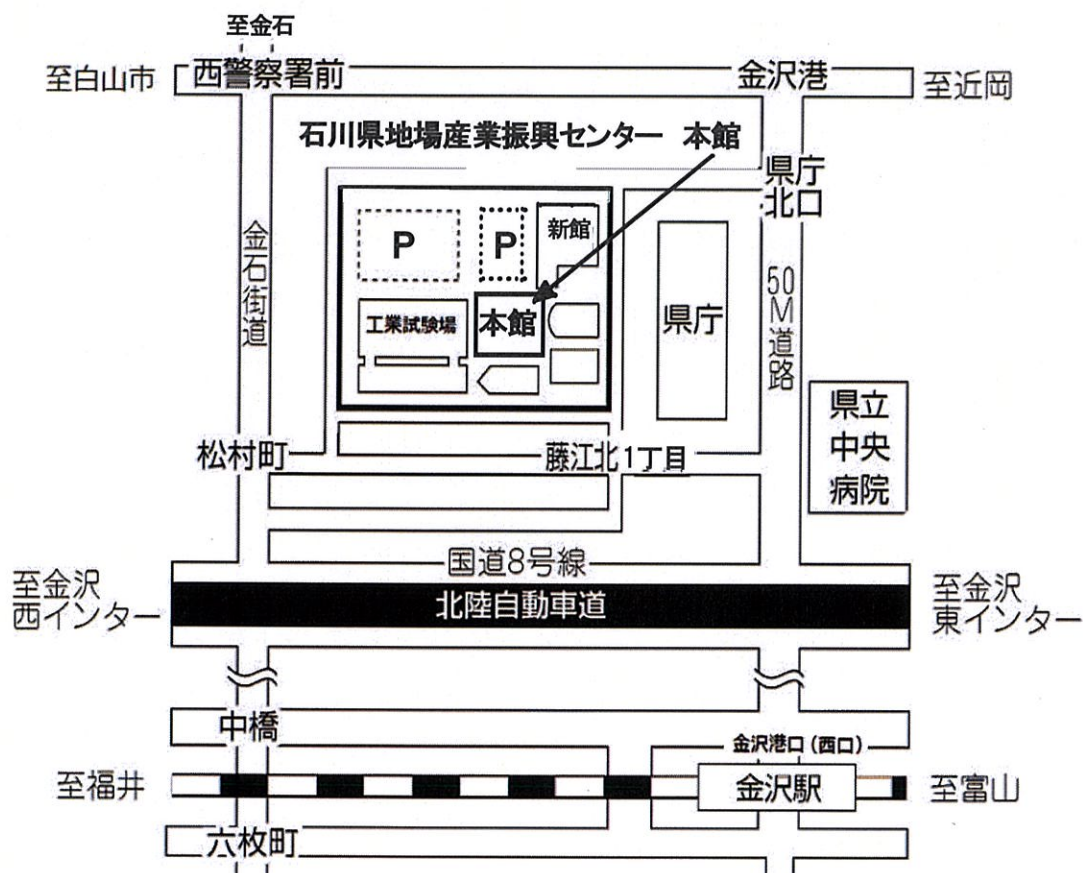 至金石
至白山市
西警察署前
金沢港
至近岡
石川県地場産業振興センター 本館
県庁
北口
P
P
新館
金石街道
50M道路
工業試験場
本館
県庁
県立
中央
病院
松村町
藤江北1丁目
国道8号線
至金沢
西インター
北陸自動車道
至金沢
東インター
中橋
金沢港口(西口)
至福井
金沢駅
至富山
六枚町